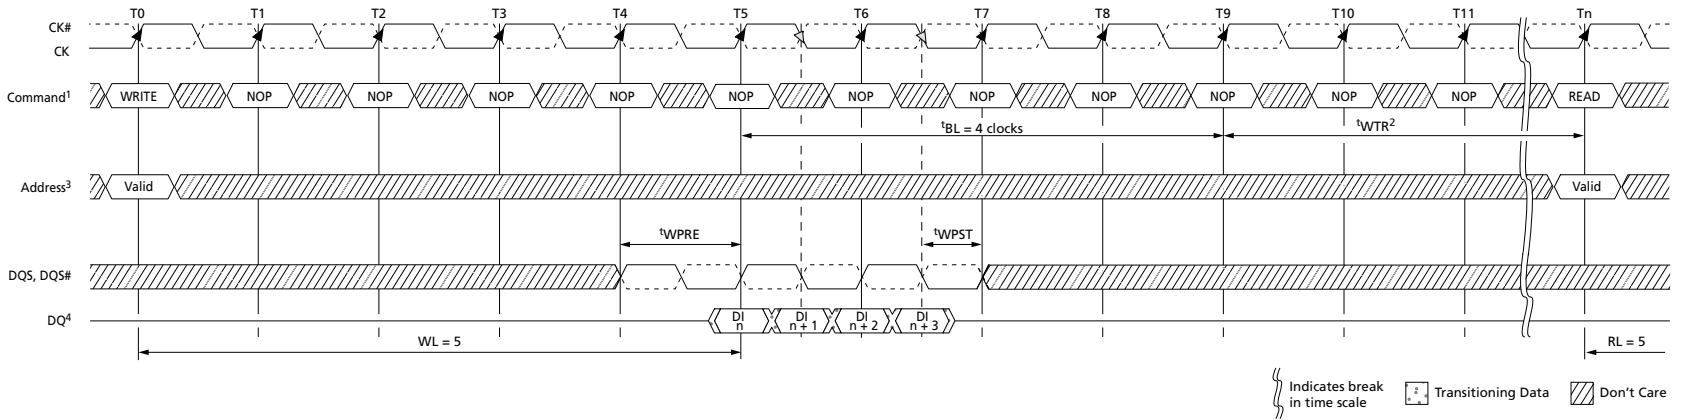 T0 T1 T2 T3 T4 T5 T6 T7 T8 T9 T10 T11 Tn
CK#
CK
Command1 WRITE NOP NOP NOP NOP NOP NOP NOP NOP NOP NOP NOP READ
tBL = 4 clocks tWTR2
Address3 Valid Valid
tWPRE tWPST
DQS, DQS#
DQ4 DI n DI n + 1 DI n + 2 DI n + 3
WL = 5 RL = 5
Indicates break
in time scale
Transitioning Data
Don't Care